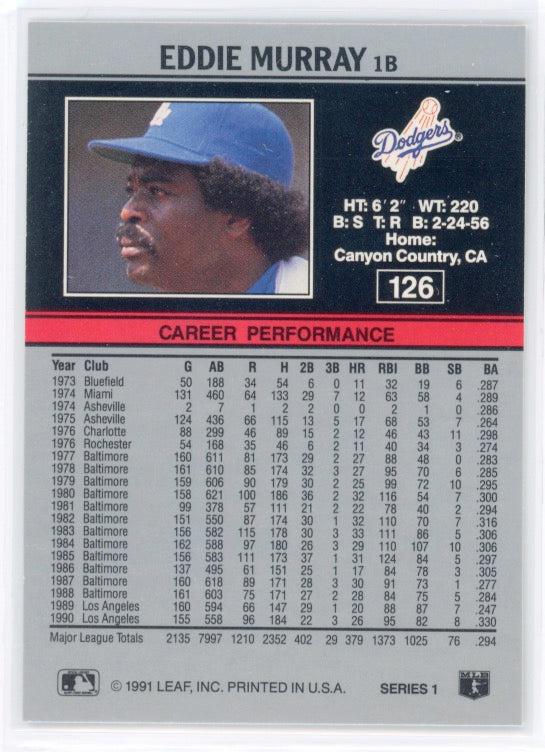 EDDIE MURRAY 1B
Dodgers®
HT: 6'2" WT: 220
B: S T: R B: 2-24-56
Home:
Canyon Country, CA
126
CAREER PERFORMANCE
Year Club G AB R H 2B 3B HR RBI BB SB BA
1973 Bluefield 50 188 34 54 6 0 11 32 19 6 .287
1974 Miami 131 460 64 133 29 7 12 63 58 4 .289
1974 Asheville 2 7 1 2 2 0 0 2 1 0 .286
1975 Asheville 124 436 66 115 13 5 17 68 53 7 .264
1976 Charlotte 88 299 46 89 15 2 12 46 43 11 .298
1976 Rochester 54 168 35 46 6 2 11 40 34 3 .274
1977 Baltimore 160 611 81 173 29 2 27 88 48 0 .283
1978 Baltimore 161 610 85 174 32 3 27 95 70 6 .285
1979 Baltimore 159 606 90 179 30 2 25 99 72 10 .295
1980 Baltimore 158 621 100 186 36 2 32 116 54 7 .300
1981 Baltimore 99 378 57 111 21 2 22 78 40 2 .294
1982 Baltimore 151 550 87 174 30 1 32 110 70 7 .316
1983 Baltimore 156 582 115 178 30 3 33 111 86 5 .306
1984 Baltimore 162 588 97 180 26 3 29 110 107 10 .306
1985 Baltimore 156 583 111 173 37 1 31 124 84 5 .297
1986 Baltimore 137 495 61 151 25 1 17 84 78 3 .305
1987 Baltimore 160 618 89 171 28 3 30 91 73 1 .277
1988 Baltimore 161 603 75 171 27 2 28 84 75 5 .284
1989 Los Angeles 160 594 66 147 29 1 20 88 87 7 .247
1990 Los Angeles 155 558 96 184 22 3 26 95 82 8 .330
Major League Totals 2135 7997 1210 2352 402 29 379 1373 1025 76 .294
© 1991 LEAF, INC. PRINTED IN U.S.A. SERIES 1
MLB